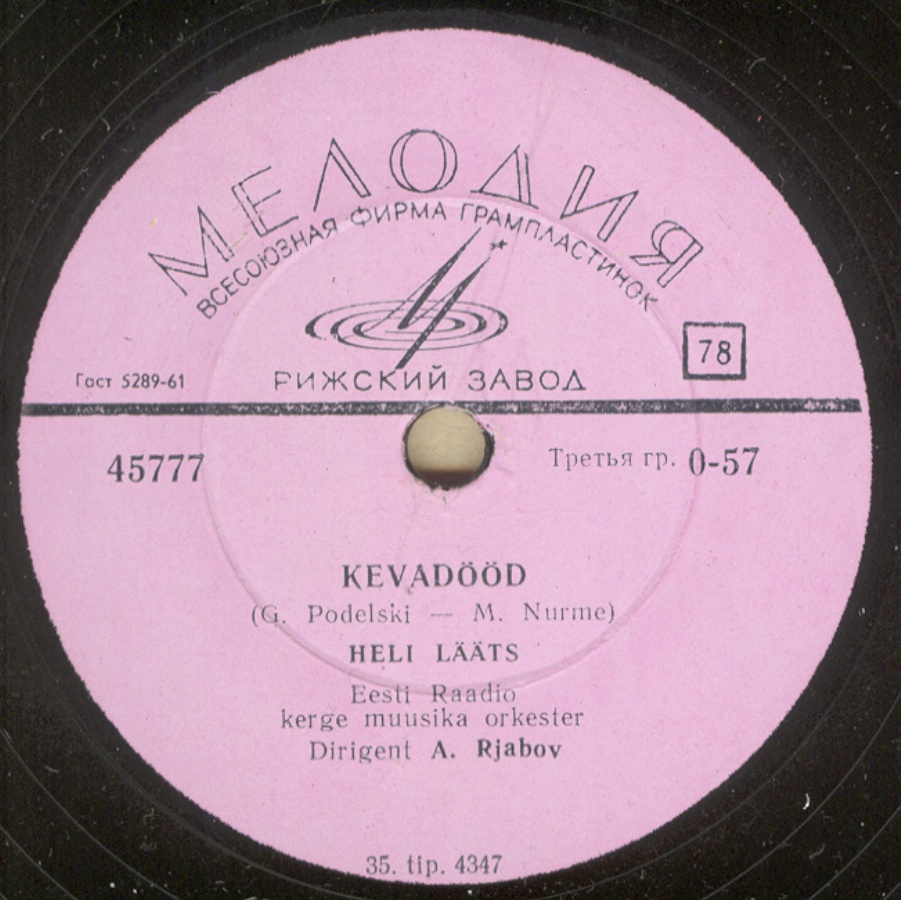 МЕЛОДИЯ
ВСЕСОЮЗНАЯ ФИРМА ГРАМПЛАСТИНОК
78
Гост 5289-61
РИЖСКИЙ ЗАВОД
45777
Третья гр. 0-57
KEVADÖÖD
(G. Podelski — M. Nurme)
HELI LÄÄTS
Eesti Raadio
kerge muusika orkester
Dirigent A. Rjabov
35. tip. 4347